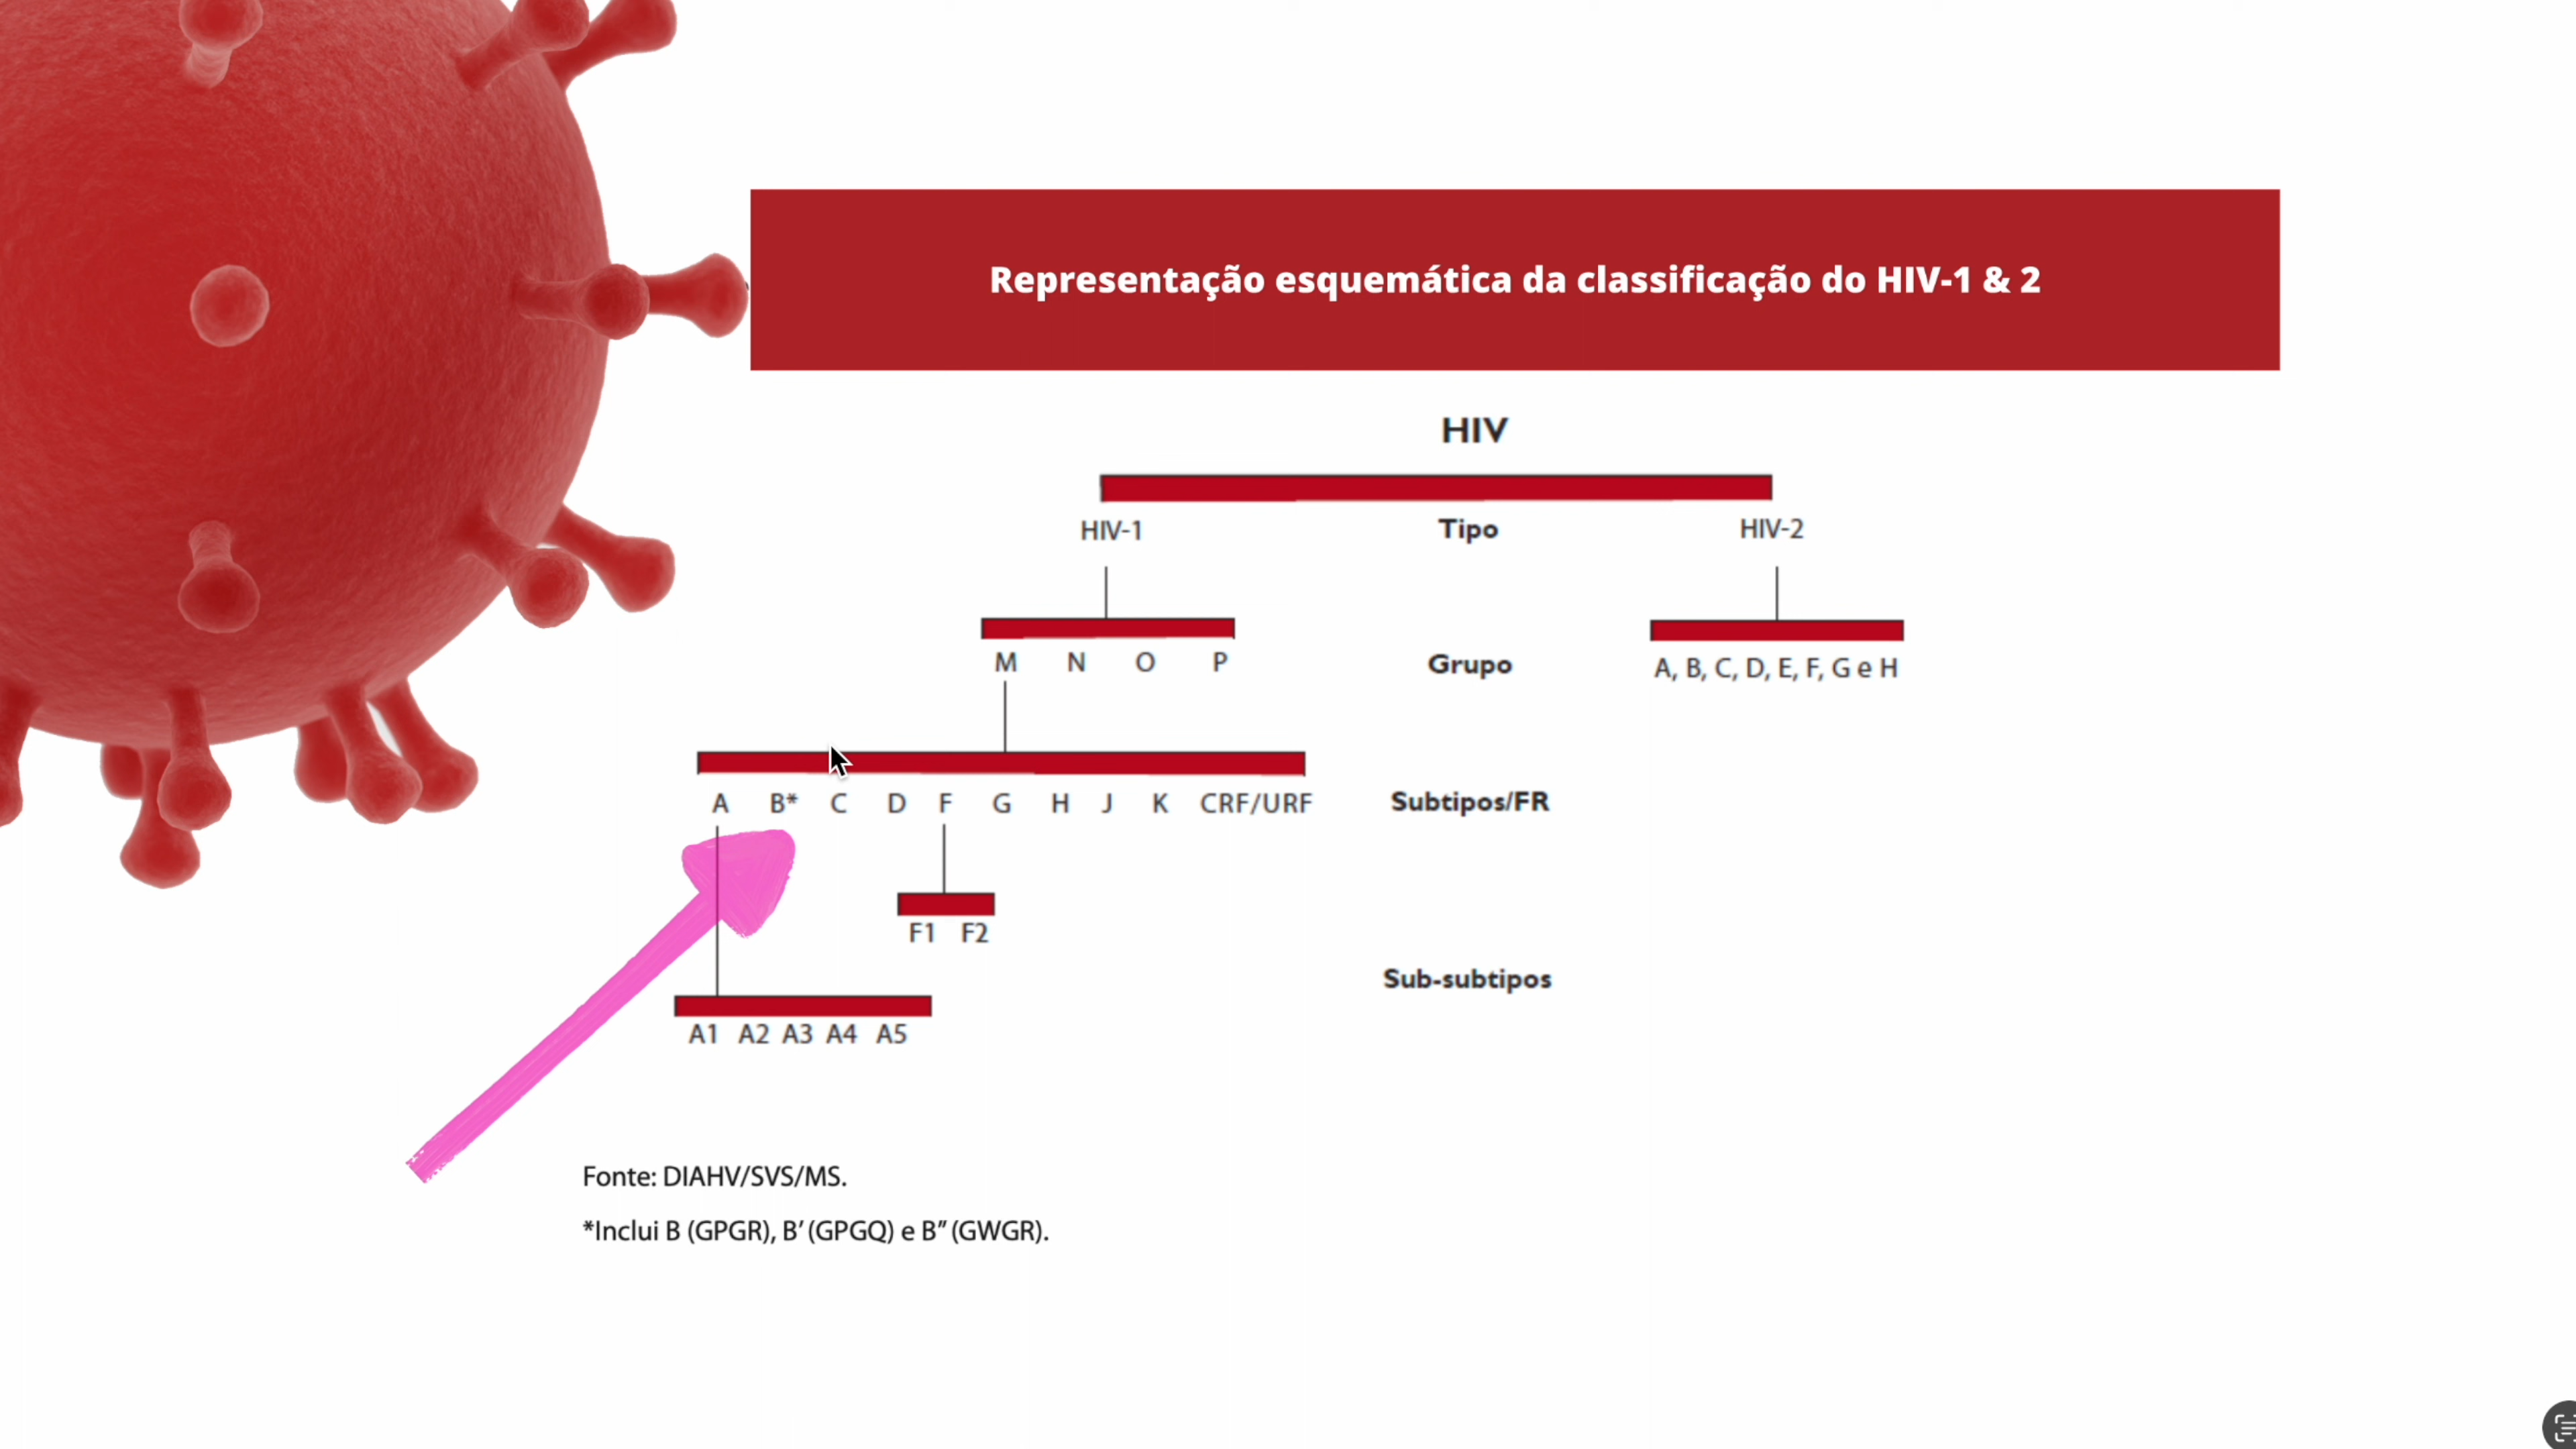 Representação esquemática da classificação do HIV-1 & 2
HIV
HIV-1 Tipo HIV-2
M N O P Grupo A, B, C, D, E, F, G e H
A B* C D F G H J K CRF/URF Subtipos/FR
F1 F2
Sub-subtipos
A1 A2 A3 A4 A5
Fonte: DIAHV/SVS/MS.
*Inclui B (GPGR), B’ (GPGQ) e B” (GWGR).